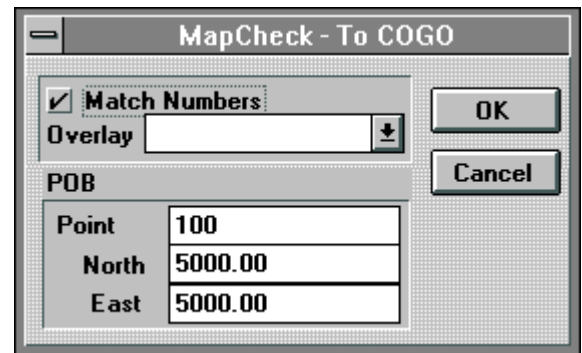 MapCheck - To COGO
Match Numbers
Overlay
OK
Cancel
POB
Point 100
North 5000.00
East 5000.00